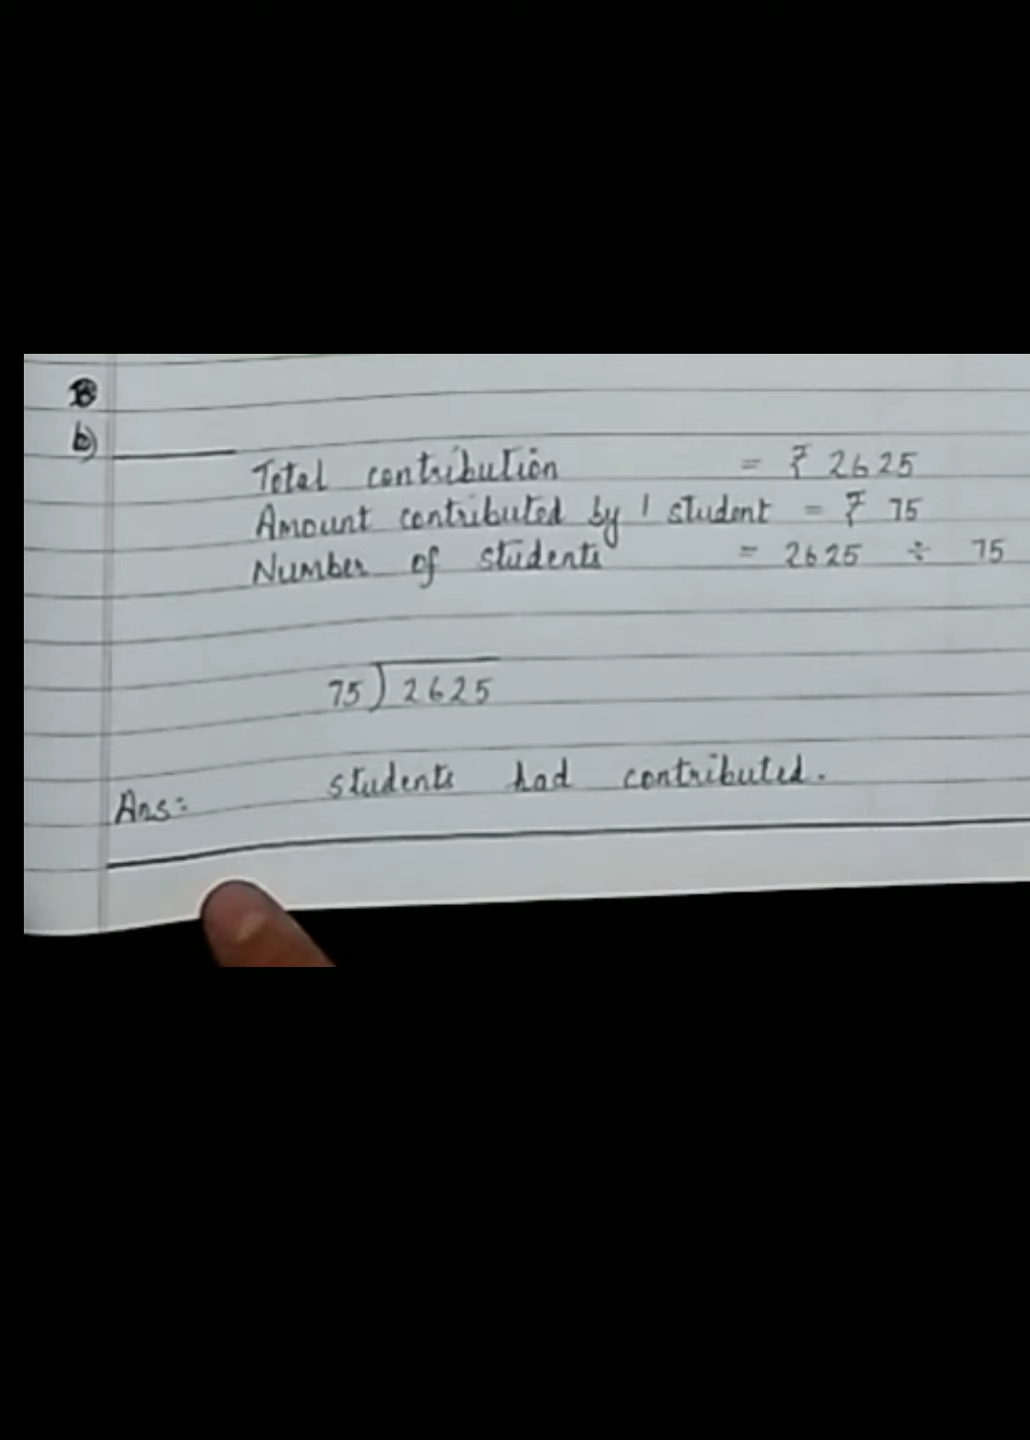 b)
Total contribution = ₹ 2625
Amount contributed by 1 student = ₹ 75
Number of students = 2625 ÷ 75
75)2625
Ans: students had contributed.